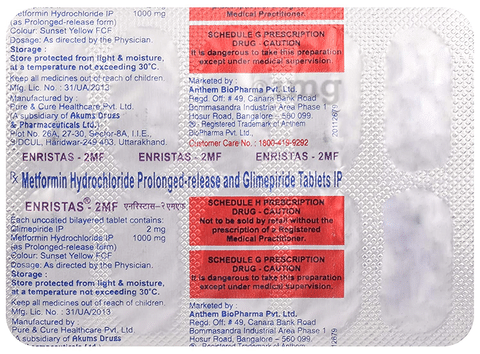 Metformin Hydrochloride IP 1000 mg
(as Prolonged-release form)
Colour: Sunset Yellow FCF
Dosage: As directed by the Physician.
Storage :
Store protected from light & moisture,
at a temperature not exceeding 30°C.
Keep all medicines out of reach of children.
Mfg. Lic. No. : 31/UA/2013
Manufactured by :
Pure & Cure Healthcare Pvt. Ltd.
(A subsidiary of Akums Drugs
& Pharmaceuticals Ltd.)
Plot No. 26A, 27-30, Sector-8A, I.I.E.,
SIDCUL, Haridwar-249 403, Uttarakhand.
Medical Practitioner.
SCHEDULE G PRESCRIPTION
DRUG - CAUTION
It is dangerous to take this preparation
except under medical supervision.
mg
Marketed by :
Anthem BioPharma Pvt. Ltd.
Regd. Off: # 49, Canara Bank Road
Bommasandra Industrial Area Phase 1
Hosur Road, Bangalore – 560 099.
®: Registered Trademark of Anthem
BioPharma Pvt. Ltd.
Customer Care No.: 1800-419-9292
ENRISTAS - 2MF ENRISTAS - 2MF ENRISTAS - 2MF
Rx Metformin Hydrochloride Prolonged-release and Glimepiride Tablets IP
ENRISTAS® - 2MF एनरिस्टास-२एमएफ
Each uncoated bilayered tablet contains:
Glimepiride IP 2 mg
Metformin Hydrochloride IP 1000 mg
(as Prolonged-release form)
Colour: Sunset Yellow FCF
Dosage: As directed by the Physician.
Storage :
Store protected from light & moisture,
at a temperature not exceeding 30°C.
Keep all medicines out of reach of children.
Mfg. Lic. No. : 31/UA/2013
Manufactured by :
Pure & Cure Healthcare Pvt. Ltd.
(A subsidiary of Akums Drugs
SCHEDULE H PRESCRIPTION
DRUG - CAUTION
Not to be sold by retail without the
prescription of a Registered
Medical Practitioner.
SCHEDULE G PRESCRIPTION
DRUG - CAUTION
It is dangerous to take this preparation
except under medical supervision.
Marketed by :
Anthem BioPharma Pvt. Ltd.
Regd. Off: # 49, Canara Bank Road
Bommasandra Industrial Area Phase 1
Hosur Road, Bangalore – 560 099.
®: Registered Trademark of Anthem